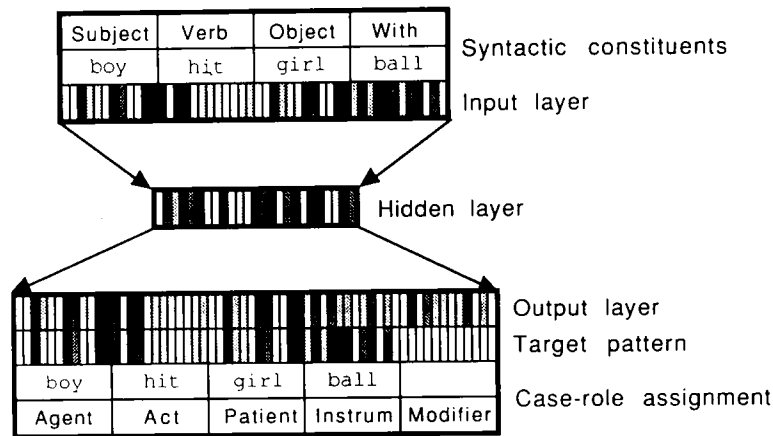 Subject Verb Object With
Syntactic constituents
boy hit girl ball
Input layer
Hidden layer
Output layer
Target pattern
boy hit girl ball
Case-role assignment
Agent Act Patient Instrum Modifier